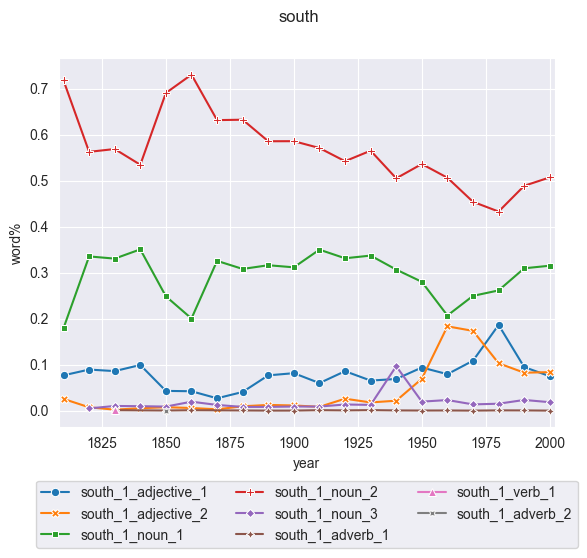 south
0.7
0.6
0.5
0.4
0.3
0.2
0.1
0.0
word%
1825 1850 1875 1900 1925 1950 1975 2000
year
south_1_adjective_1 south_1_noun_2 south_1_verb_1
south_1_adjective_2 south_1_noun_3 south_1_adverb_2
south_1_noun_1 south_1_adverb_1